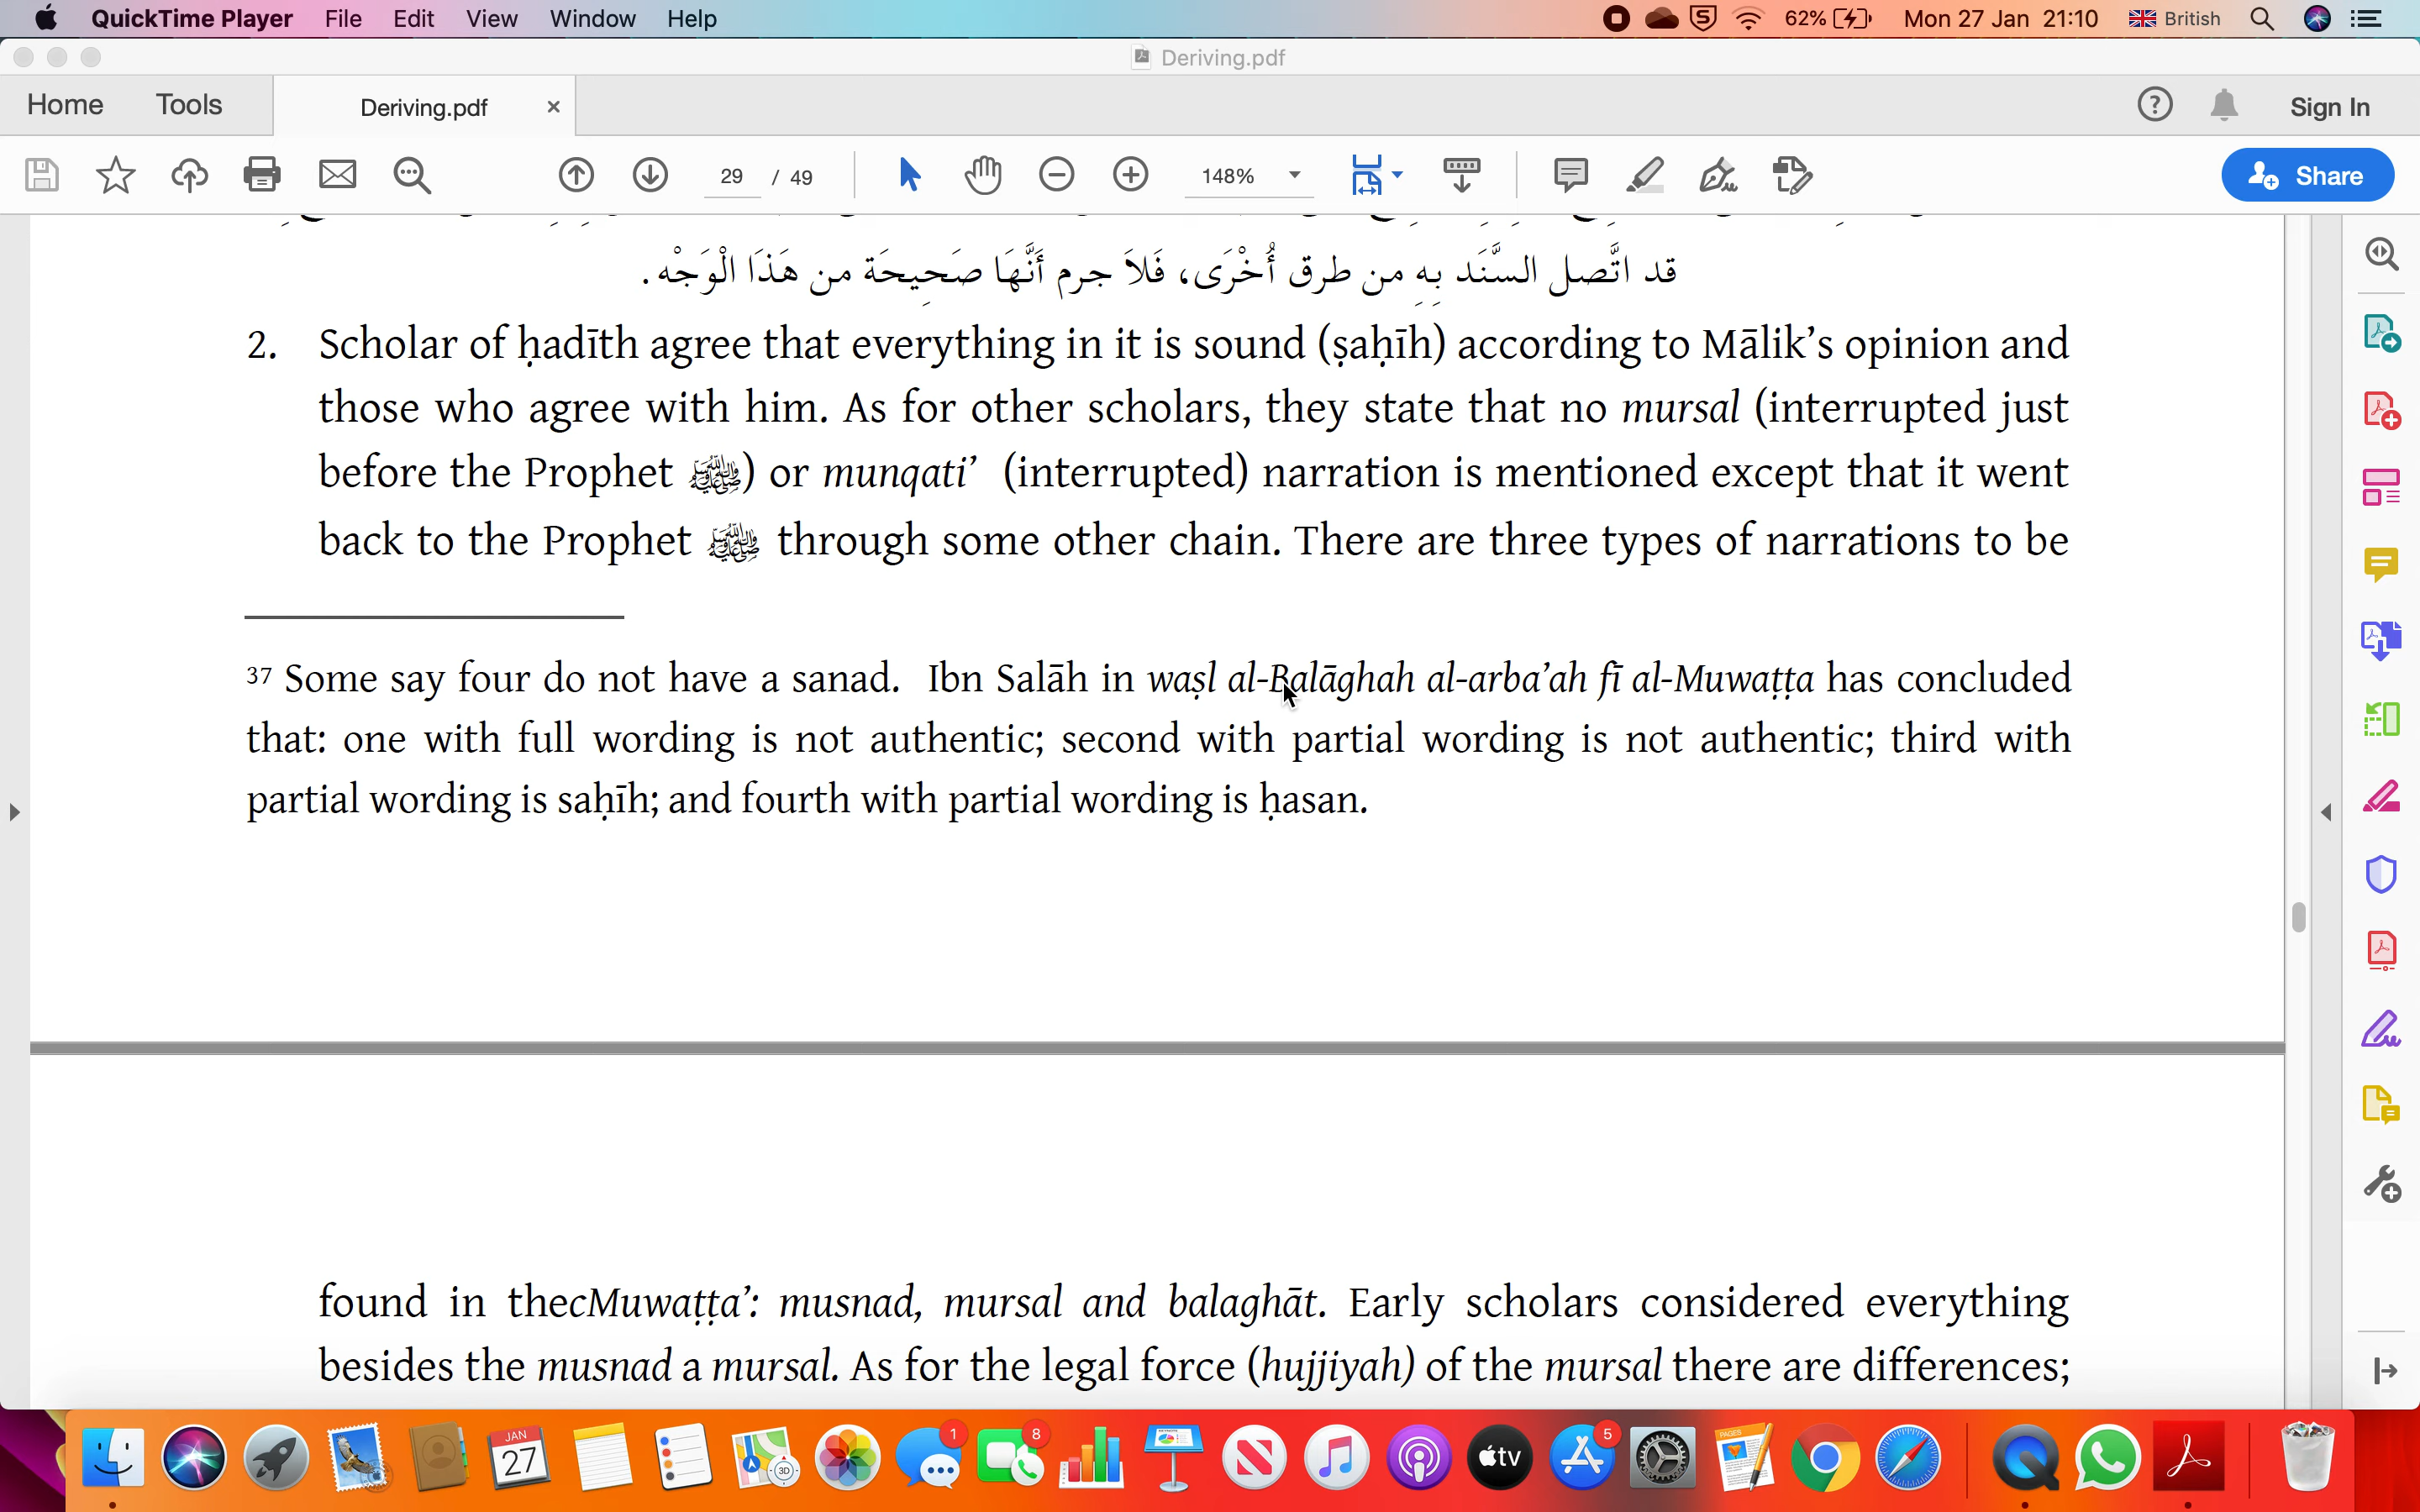 QuickTime Player File Edit View Window Help 62% Mon 27 Jan 21:10 British
Deriving.pdf
Home Tools Deriving.pdf × ? Sign In
29 / 49 148% Share
قد اتَّصل السَّنَد بِهِ من طرق أُخْرَى، فَلاَ جرم أَنَّهَا صَحِيحَة من هَذَا الْوَجْه.
2. Scholar of ḥadīth agree that everything in it is sound (ṣaḥīh) according to Mālik’s opinion and
those who agree with him. As for other scholars, they state that no mursal (interrupted just
before the Prophet ﷺ) or munqati’ (interrupted) narration is mentioned except that it went
back to the Prophet ﷺ through some other chain. There are three types of narrations to be
37 Some say four do not have a sanad. Ibn Salāh in waṣl al-Balāghah al-arba’ah fī al-Muwaṭṭa has concluded
that: one with full wording is not authentic; second with partial wording is not authentic; third with
partial wording is saḥīh; and fourth with partial wording is ḥasan.
found in thecMuwaṭṭa’: musnad, mursal and balaghāt. Early scholars considered everything
besides the musnad a mursal. As for the legal force (hujjiyah) of the mursal there are differences;
JAN
27
3D
1
8
tv
5
PAGES